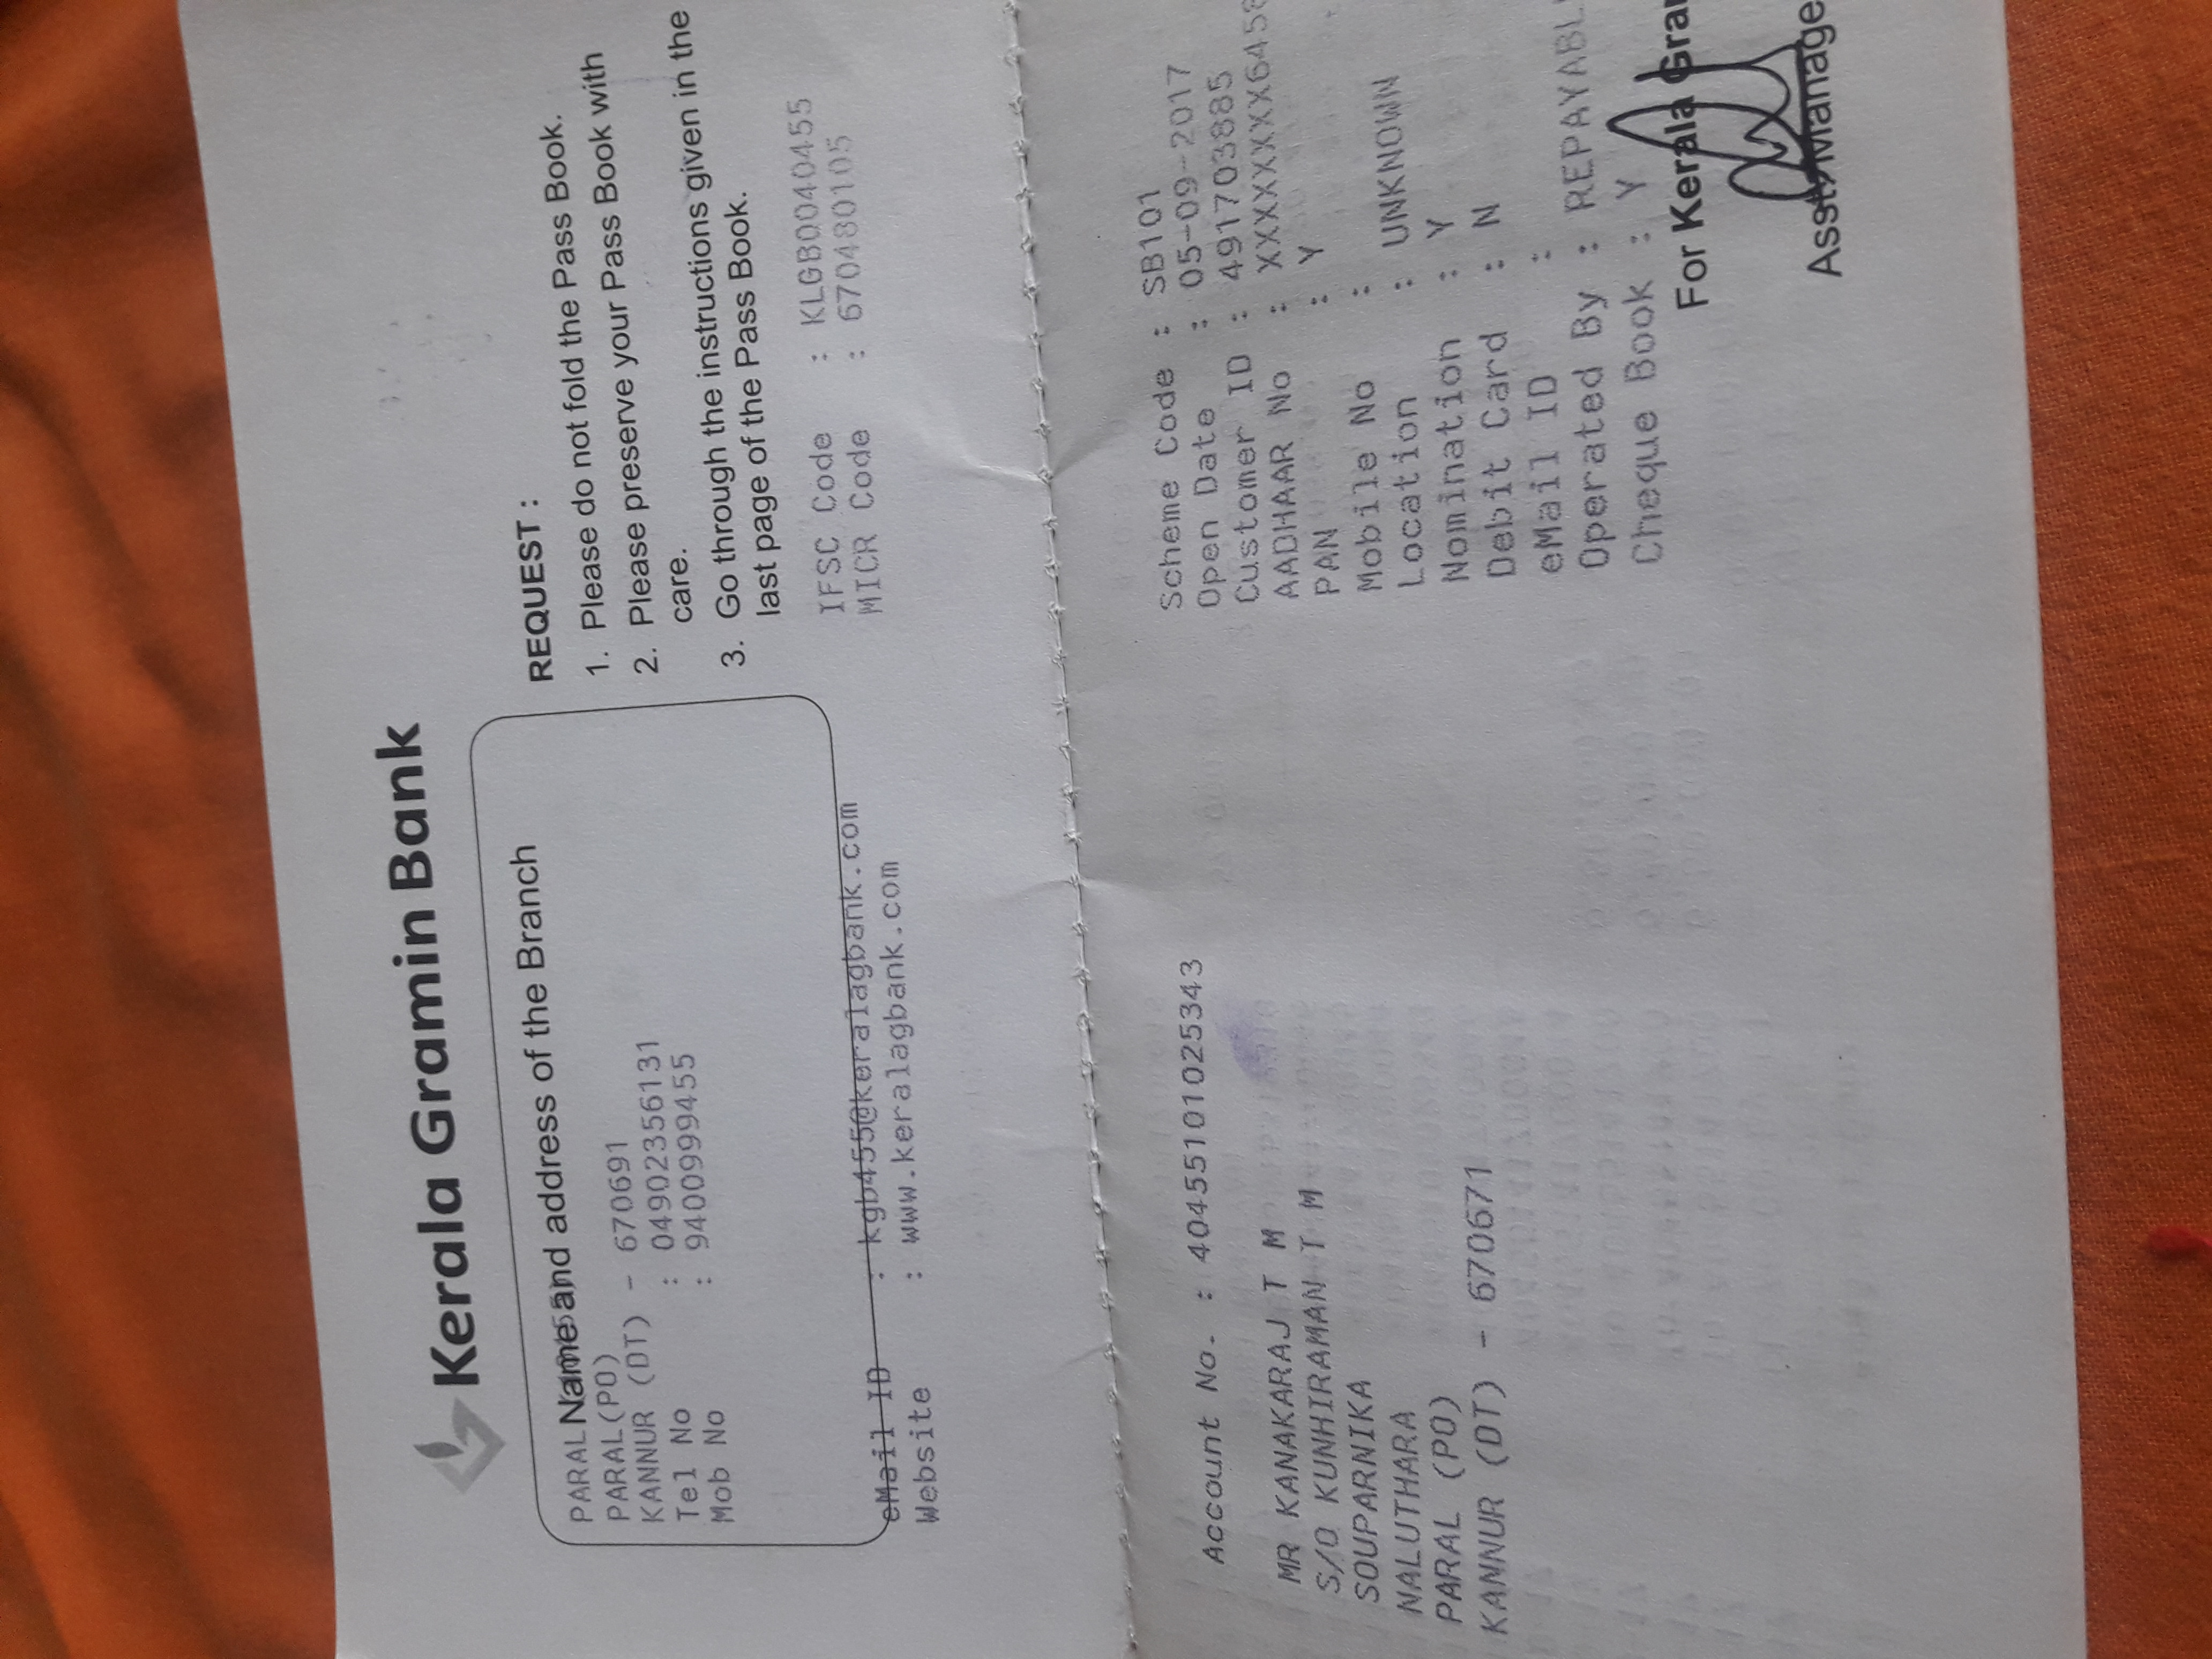 Kerala Gramin Bank
Name and address of the Branch
PARAL
PARAL(PO)
KANNUR (DT) - 670691
Tel No : 04902356131
Mob No : 9400999455
eMail ID : kgb455@keralagbank.com
Website : www.keralagbank.com
REQUEST :
1. Please do not fold the Pass Book.
2. Please preserve your Pass Book with
care.
3. Go through the instructions given in the
last page of the Pass Book.
IFSC Code : KLGB0040455
MICR Code : 670480105
Account No. : 40455101025343
MR KANAKARAJ T M
S/O KUNHIRAMAN T M
SOUPARNIKA
NALUTHARA
PARAL (PO)
KANNUR (DT) - 670671
Scheme Code : SB101
Open Date : 05-09-2017
Customer ID : 491703885
AADHAAR No : XXXXXXXX6458
PAN : Y
Mobile No :
Location : UNKNOWN
Nomination : Y
Debit Card : N
eMail ID :
Operated By : REPAYABL
Cheque Book : Y
For Kerala Gra
Asst. Manage